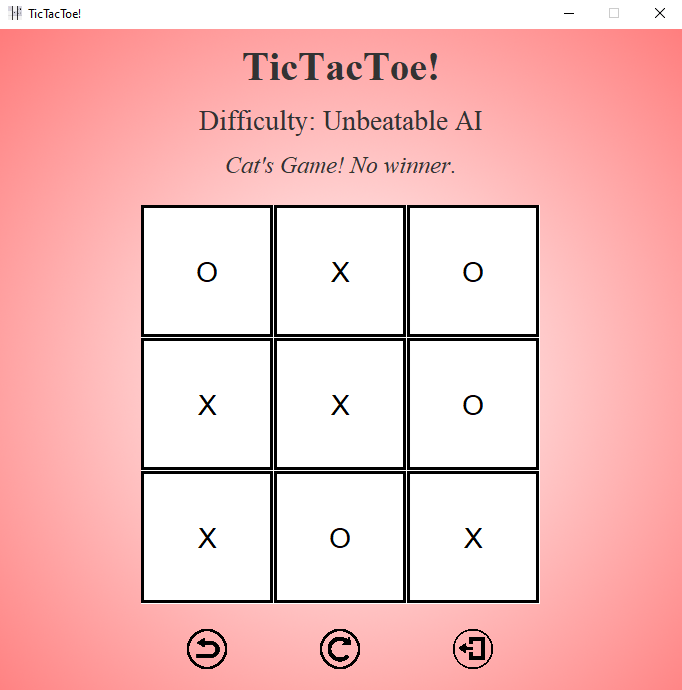 TicTacToe!
TicTacToe!
Difficulty: Unbeatable AI
Cat's Game! No winner.
O X O
X X O
X O X